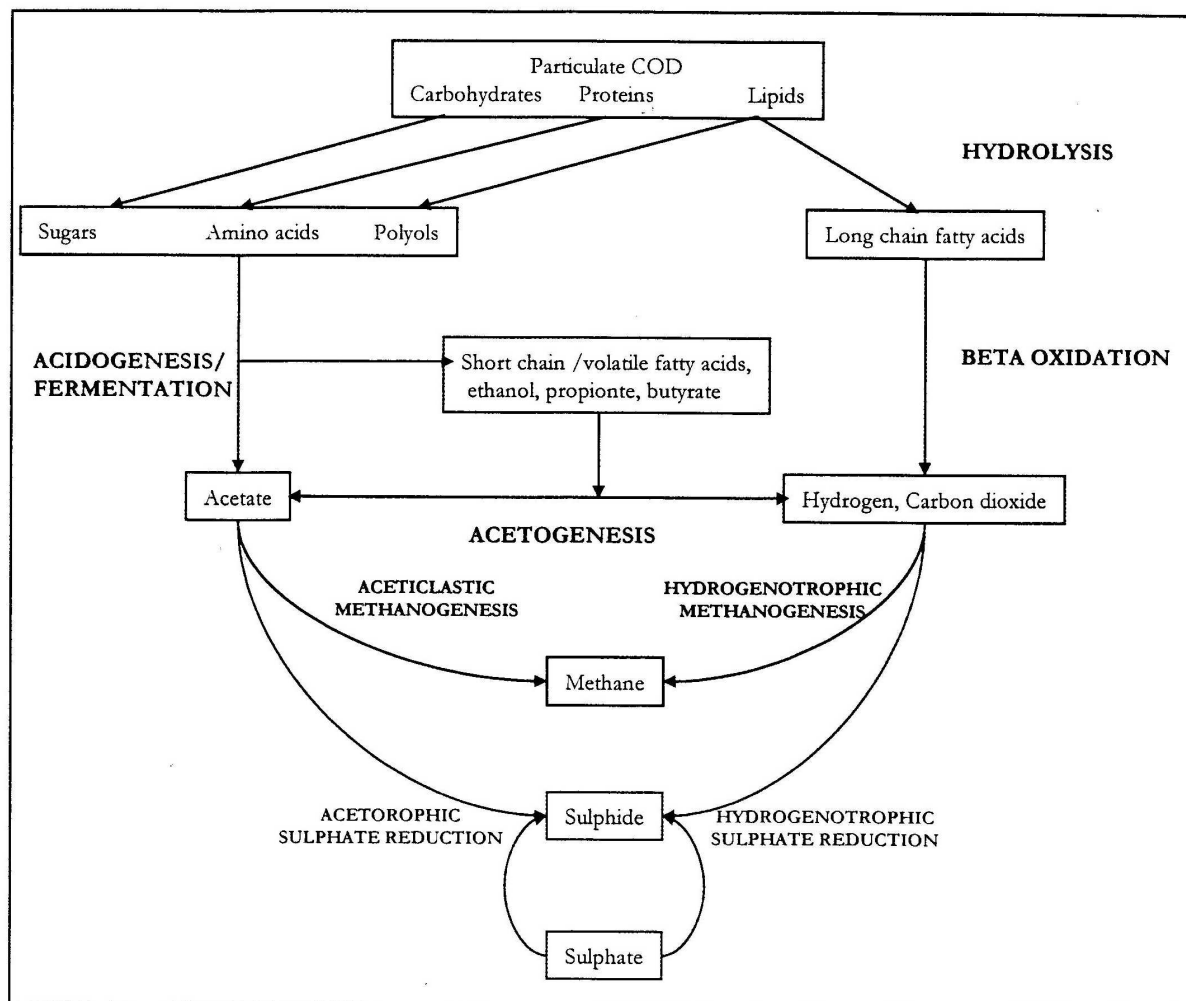 Particulate COD
Carbohydrates Proteins Lipids
HYDROLYSIS
Sugars Amino acids Polyols
Long chain fatty acids
ACIDOGENESIS/
FERMENTATION
Short chain /volatile fatty acids,
ethanol, propionte, butyrate
BETA OXIDATION
Acetate
Hydrogen, Carbon dioxide
ACETOGENESIS
ACETICLASTIC
METHANOGENESIS
HYDROGENOTROPHIC
METHANOGENESIS
Methane
ACETOROPHIC
SULPHATE REDUCTION
Sulphide
HYDROGENOTROPHIC
SULPHATE REDUCTION
Sulphate